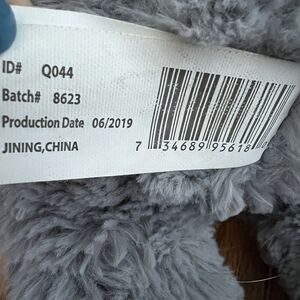 ID# Q044
Batch# 8623
Production Date 06/2019
JINING,CHINA
7 34689 95618